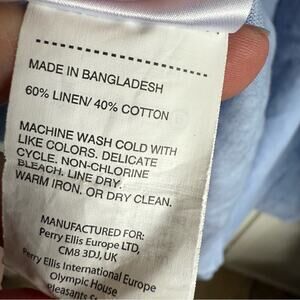 MADE IN BANGLADESH
60% LINEN/ 40% COTTON
MACHINE WASH COLD WITH
LIKE COLORS. DELICATE
CYCLE. NON-CHLORINE
BLEACH. LINE DRY.
WARM IRON. OR DRY CLEAN.
MANUFACTURED FOR:
Perry Ellis Europe LTD,
CM8 3DJ, UK
Perry Ellis International Europe
Olympic House
Pleasants